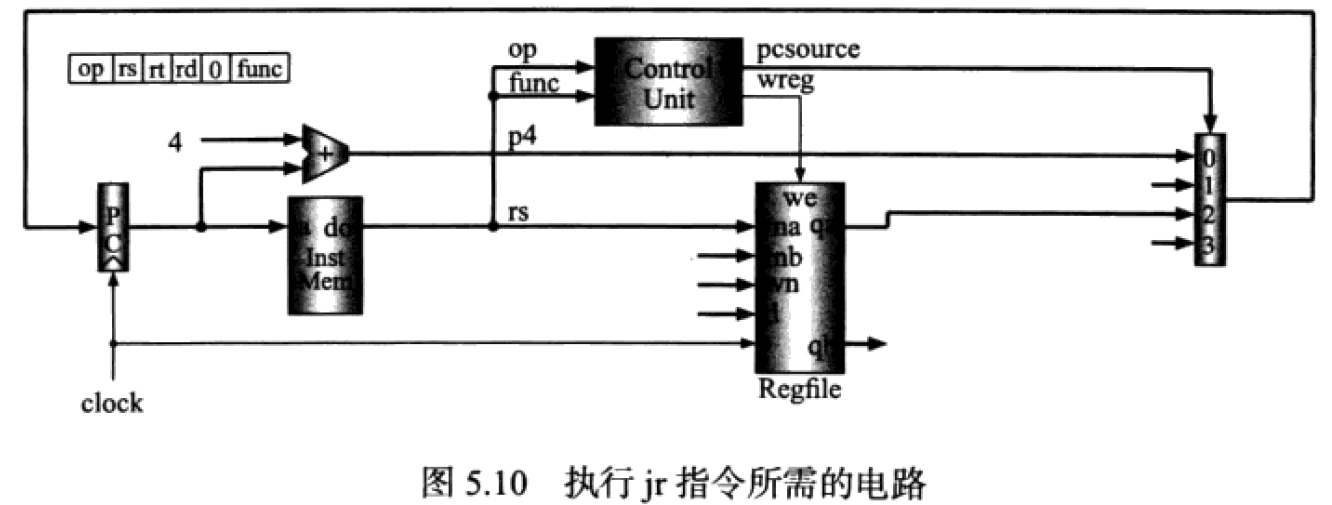 op rs rt rd 0 func
op
func
Control
Unit
pcsource
wreg
4
+
p4
0
1
2
3
PC
a do
Inst
Mem
rs
we
na
nb
wn
qb
Regfile
clock
图 5.10 执行 jr 指令所需的电路